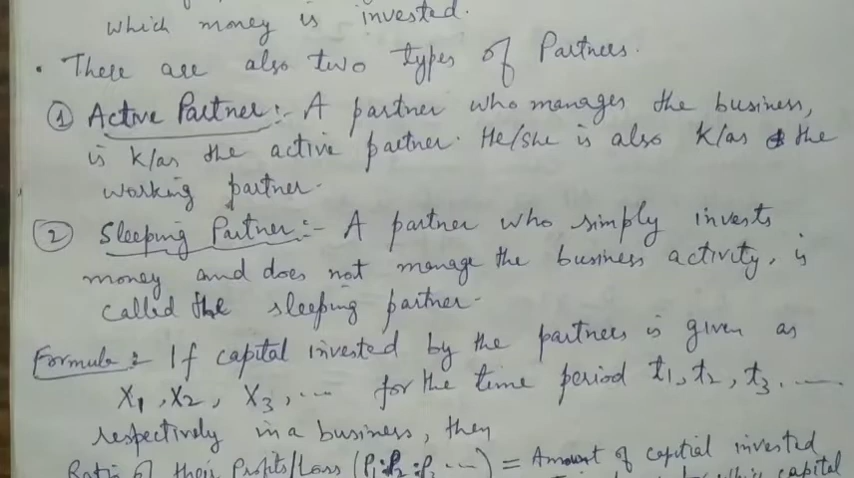 which money is invested.
• There are also two types of Partners.
① Active Partner:- A partner who manages the business,
is k/as the active partner. He/she is also k/as the
working partner.
② Sleeping Partner:- A partner who simply invests
money and does not manage the business activity, is
called the sleeping partner.
Formula: If capital invested by the partners is given as
X1, X2, X3, ... for the time period t1, t2, t3, ....
respectively in a business, then
Ratio of their Profits/Loss (P1:P2:P3 ...) = Amount of capital invested
which capital